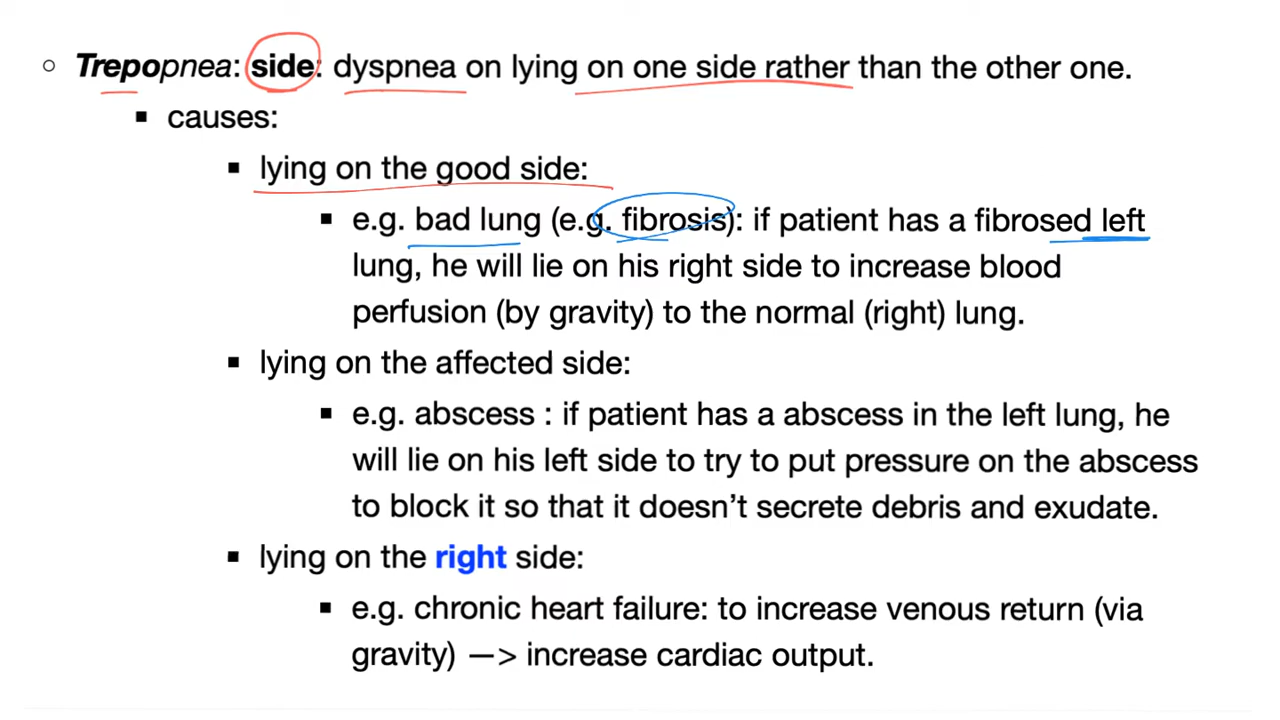 Trepopnea: side: dyspnea on lying on one side rather than the other one.
causes:
lying on the good side:
e.g. bad lung (e.g. fibrosis): if patient has a fibrosed left
lung, he will lie on his right side to increase blood
perfusion (by gravity) to the normal (right) lung.
lying on the affected side:
e.g. abscess : if patient has a abscess in the left lung, he
will lie on his left side to try to put pressure on the abscess
to block it so that it doesn’t secrete debris and exudate.
lying on the right side:
e.g. chronic heart failure: to increase venous return (via
gravity) —> increase cardiac output.